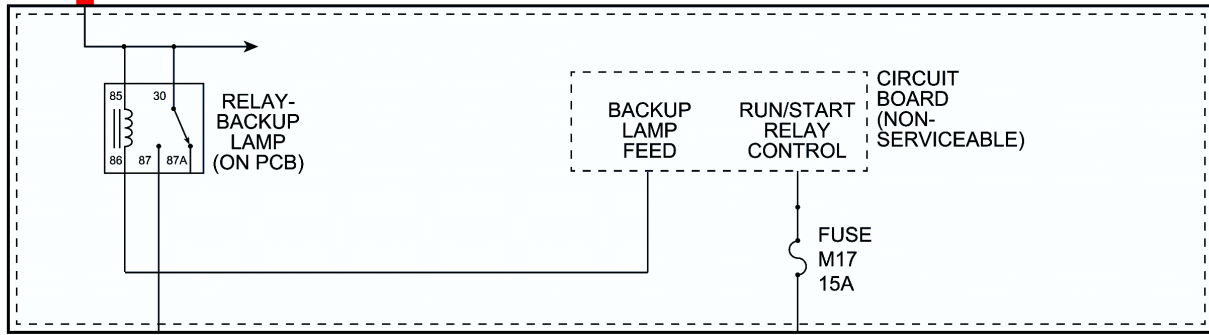 85
30
86
87
87A
RELAY-
BACKUP
LAMP
(ON PCB)
BACKUP
LAMP
FEED
RUN/START
RELAY
CONTROL
CIRCUIT
BOARD
(NON-
SERVICEABLE)
FUSE
M17
15A